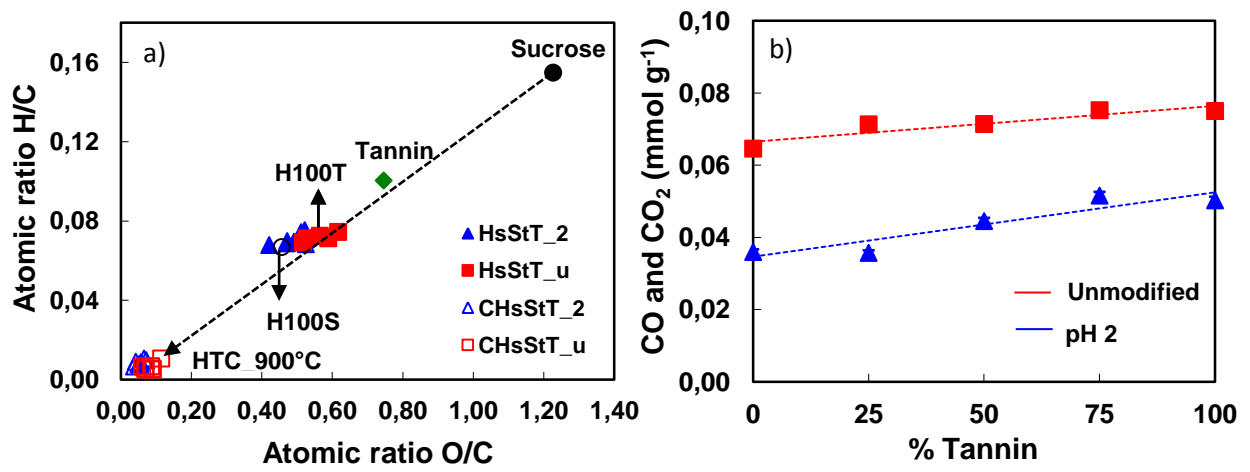 a)
Atomic ratio H/C
0,16
0,12
0,08
0,04
0,00
Sucrose
Tannin
H100T
H100S
HTC_900°C
HsStT_2
HsStT_u
CHsStT_2
CHsStT_u
0,00 0,20 0,40 0,60 0,80 1,00 1,20 1,40
Atomic ratio O/C
b)
CO and CO₂ (mmol g⁻¹)
0,10
0,08
0,06
0,04
0,02
0,00
Unmodified
pH 2
0 25 50 75 100
% Tannin